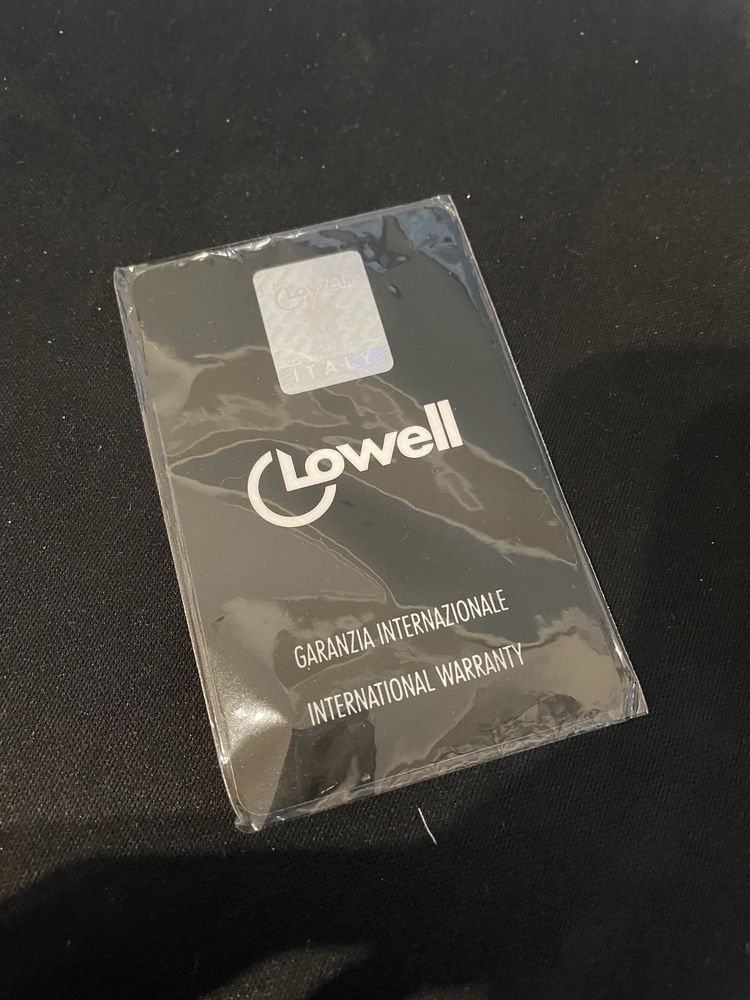 Lowell
ITALY
Lowell
GARANZIA INTERNAZIONALE
INTERNATIONAL WARRANTY